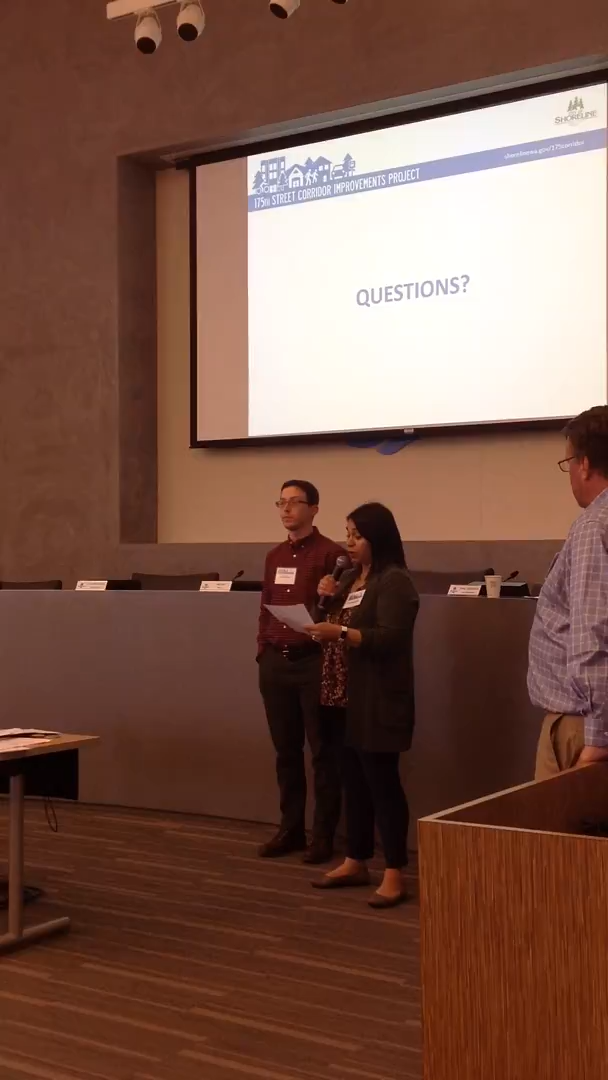 SHORELINE
shorelinewa.gov/175corridor
175TH STREET CORRIDOR IMPROVEMENTS PROJECT
QUESTIONS?